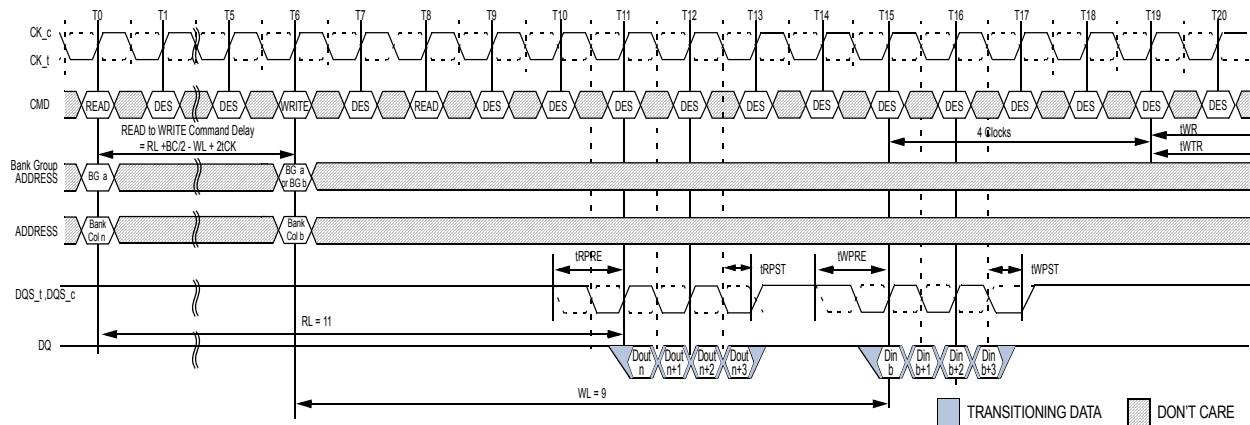 T0 T1 T5 T6 T7 T8 T9 T10 T11 T12 T13 T14 T15 T16 T17 T18 T19 T20
CK_c
CK_t
CMD READ DES DES WRITE DES READ DES DES DES DES DES DES DES DES DES DES DES DES
READ to WRITE Command Delay
= RL +BC/2 - WL + 2tCK
4 Clocks
tWR
tWTR
Bank Group
ADDRESS
BG a
BG a
or BG b
ADDRESS
Bank
Col n
Bank
Col b
tRPRE tRPST tWPRE tWPST
DQS_t ,DQS_c
RL = 11
DQ
Dout
n
Dout
n+1
Dout
n+2
Dout
n+3
Din
b
Din
b+1
Din
b+2
Din
b+3
WL = 9
TRANSITIONING DATA DON'T CARE